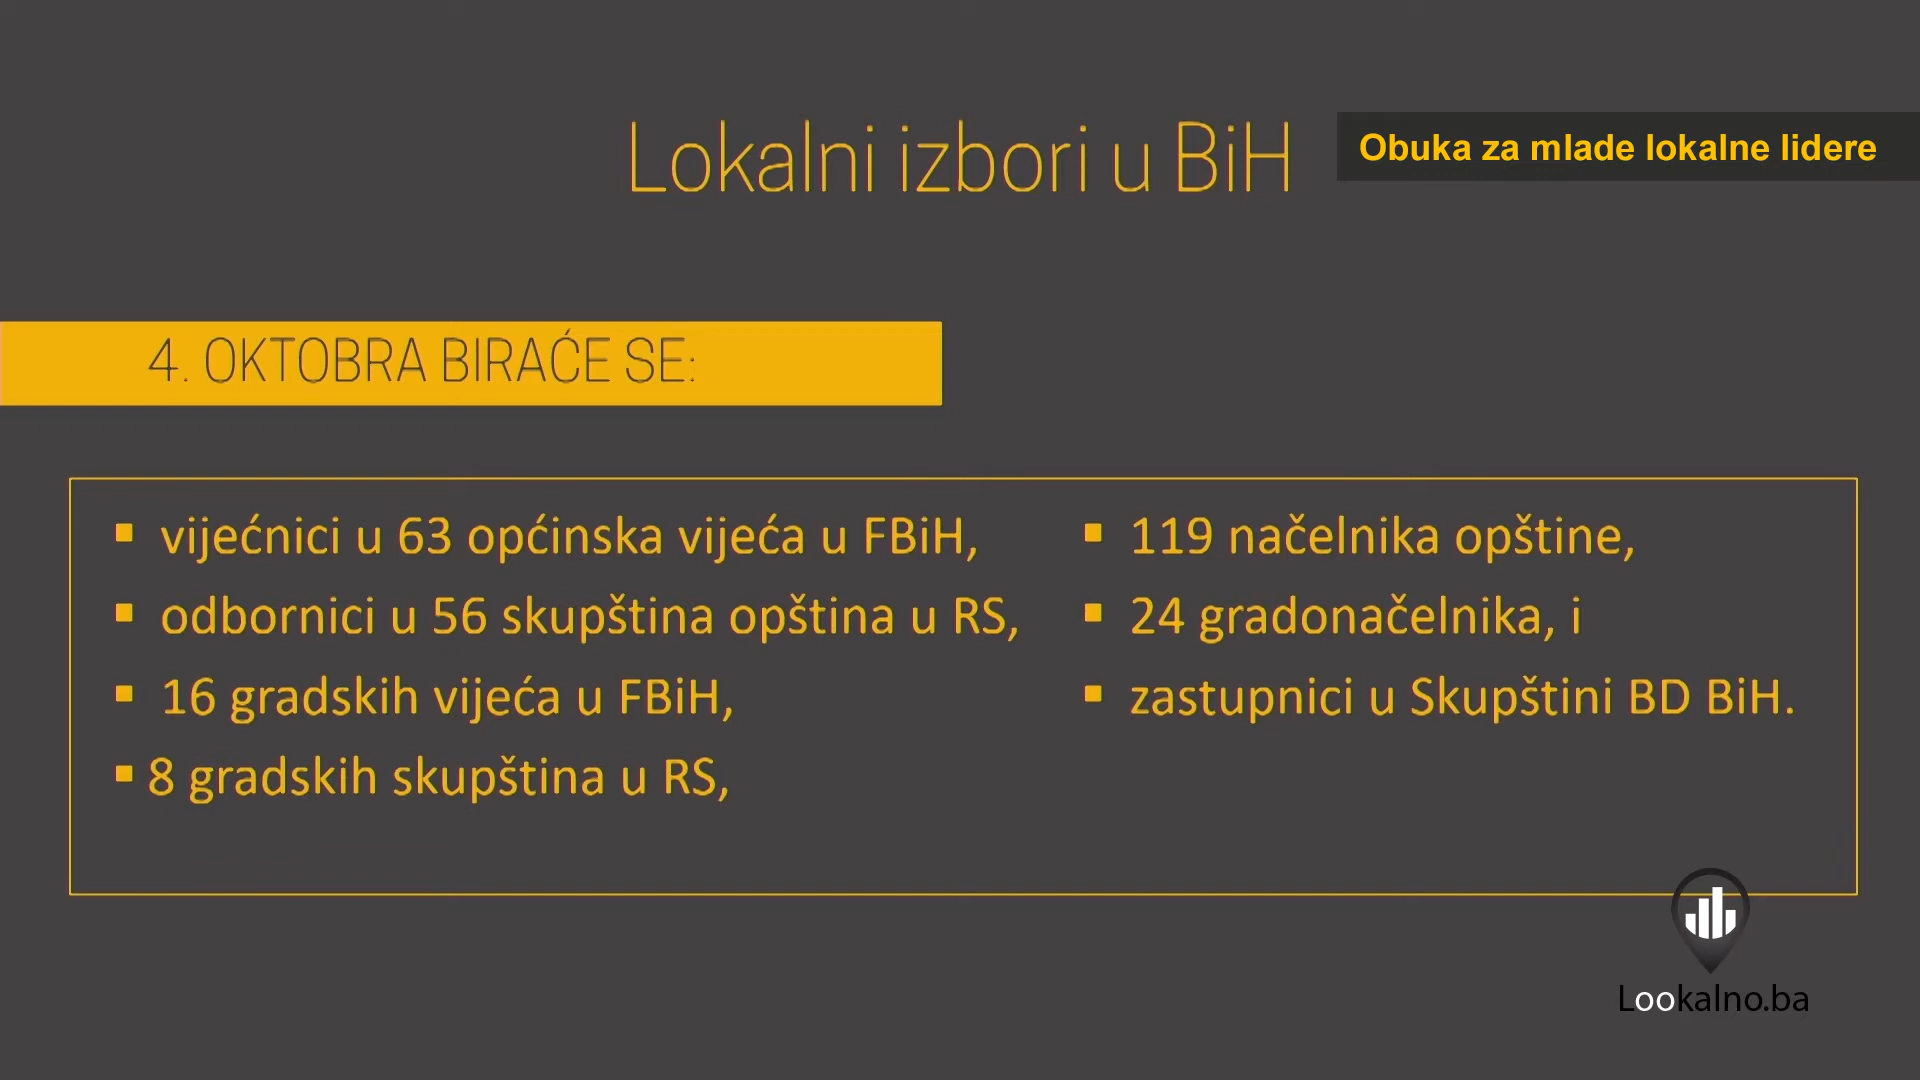 Lokalni izbori u BiH
Obuka za mlade lokalne lidere
4. OKTOBRA BIRAĆE SE:
▪ vijećnici u 63 općinska vijeća u FBiH,
▪ odbornici u 56 skupština opština u RS,
▪ 16 gradskih vijeća u FBiH,
▪ 8 gradskih skupština u RS,
▪ 119 načelnika opštine,
▪ 24 gradonačelnika, i
▪ zastupnici u Skupštini BD BiH.
Lookalno.ba